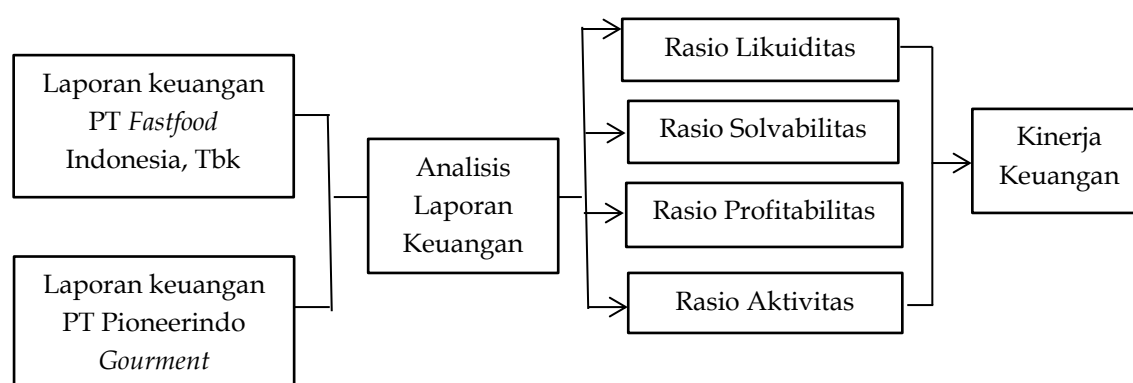 Laporan keuangan
PT Fastfood
Indonesia, Tbk
Laporan keuangan
PT Pioneerindo
Gourment
Analisis
Laporan
Keuangan
Rasio Likuiditas
Rasio Solvabilitas
Rasio Profitabilitas
Rasio Aktivitas
Kinerja
Keuangan